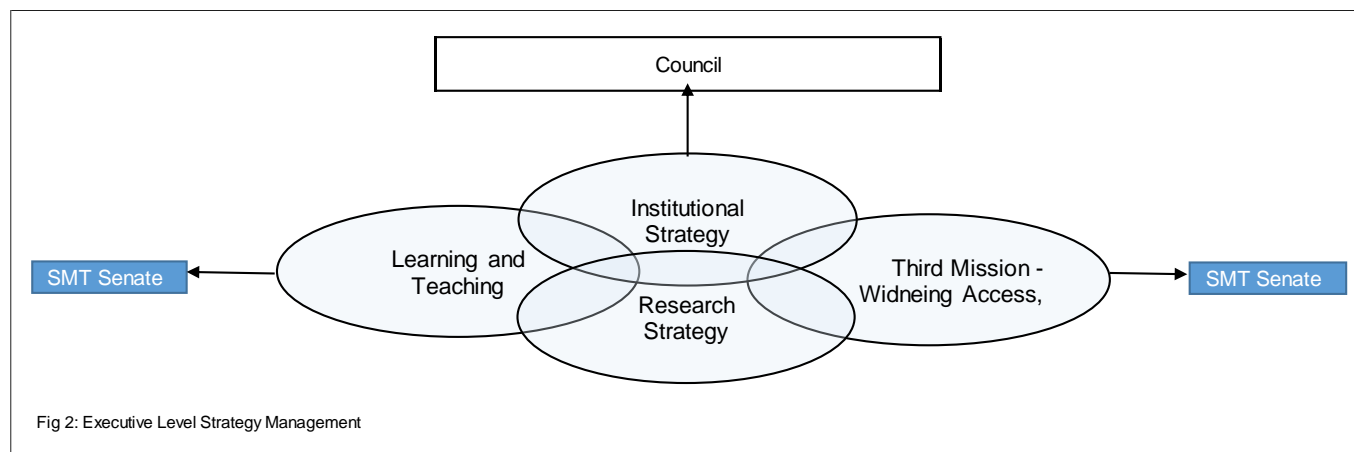 Council
Institutional
Strategy
Learning and
Teaching
Third Mission -
Widneing Access,
SMT Senate
SMT Senate
Research
Strategy
Fig 2: Executive Level Strategy Management